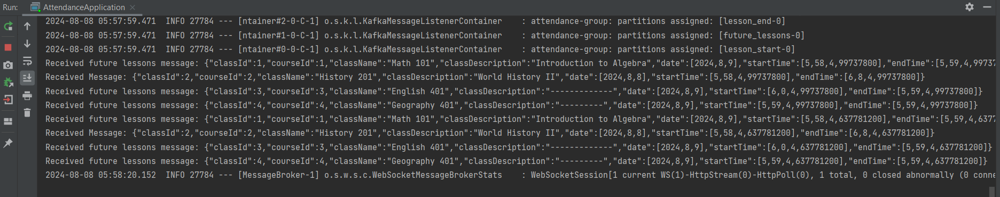 Run: AttendanceApplication
2024-08-08 05:57:59.471  INFO 27784 --- [ntainer#2-0-C-1] o.s.k.l.KafkaMessageListenerContainer    : attendance-group: partitions assigned: [lesson_end-0]
2024-08-08 05:57:59.471  INFO 27784 --- [ntainer#1-0-C-1] o.s.k.l.KafkaMessageListenerContainer    : attendance-group: partitions assigned: [future_lessons-0]
2024-08-08 05:57:59.471  INFO 27784 --- [ntainer#0-0-C-1] o.s.k.l.KafkaMessageListenerContainer    : attendance-group: partitions assigned: [lesson_start-0]
Received future lessons message: {"classId":1,"courseId":1,"className":"Math 101","classDescription":"Introduction to Algebra","date":[2024,8,9],"startTime":[5,58,4,99737800],"endTime":[5,59,4,99737
Received Message: {"classId":2,"courseId":2,"className":"History 201","classDescription":"World History II","date":[2024,8,8],"startTime":[5,58,4,99737800],"endTime":[6,8,4,99737800]}
Received future lessons message: {"classId":3,"courseId":3,"className":"English 401","classDescription":"-------------","date":[2024,8,9],"startTime":[6,0,4,99737800],"endTime":[5,59,4,99737800]}
Received future lessons message: {"classId":4,"courseId":4,"className":"Geography 401","classDescription":"---------","date":[2024,8,9],"startTime":[5,59,4,99737800],"endTime":[5,59,4,99737800]}
Received future lessons message: {"classId":1,"courseId":1,"className":"Math 101","classDescription":"Introduction to Algebra","date":[2024,8,9],"startTime":[5,58,4,637781200],"endTime":[5,59,4,6377
Received Message: {"classId":2,"courseId":2,"className":"History 201","classDescription":"World History II","date":[2024,8,8],"startTime":[5,58,4,637781200],"endTime":[6,8,4,637781200]}
Received future lessons message: {"classId":3,"courseId":3,"className":"English 401","classDescription":"-------------","date":[2024,8,9],"startTime":[6,0,4,637781200],"endTime":[5,59,4,637781200]}
Received future lessons message: {"classId":4,"courseId":4,"className":"Geography 401","classDescription":"---------","date":[2024,8,9],"startTime":[5,59,4,637781200],"endTime":[5,59,4,637781200]}
2024-08-08 05:58:20.152  INFO 27784 --- [MessageBroker-1] o.s.w.s.c.WebSocketMessageBrokerStats    : WebSocketSession[1 current WS(1)-HttpStream(0)-HttpPoll(0), 1 total, 0 closed abnormally (0 conne